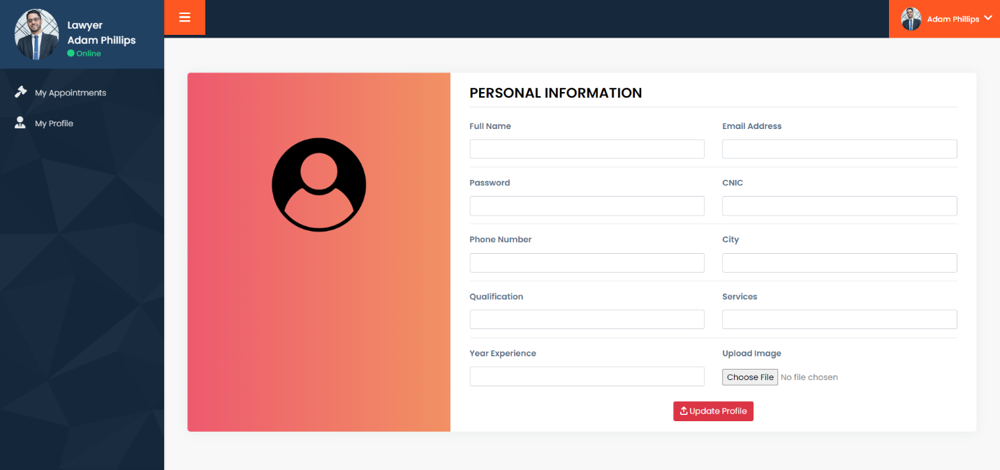 Lawyer
Adam Phillips
Online
Adam Phillips
My Appointments
My Profile
PERSONAL INFORMATION
Full Name
Email Address
Password
CNIC
Phone Number
City
Qualification
Services
Year Experience
Upload Image
Choose File No file chosen
Update Profile